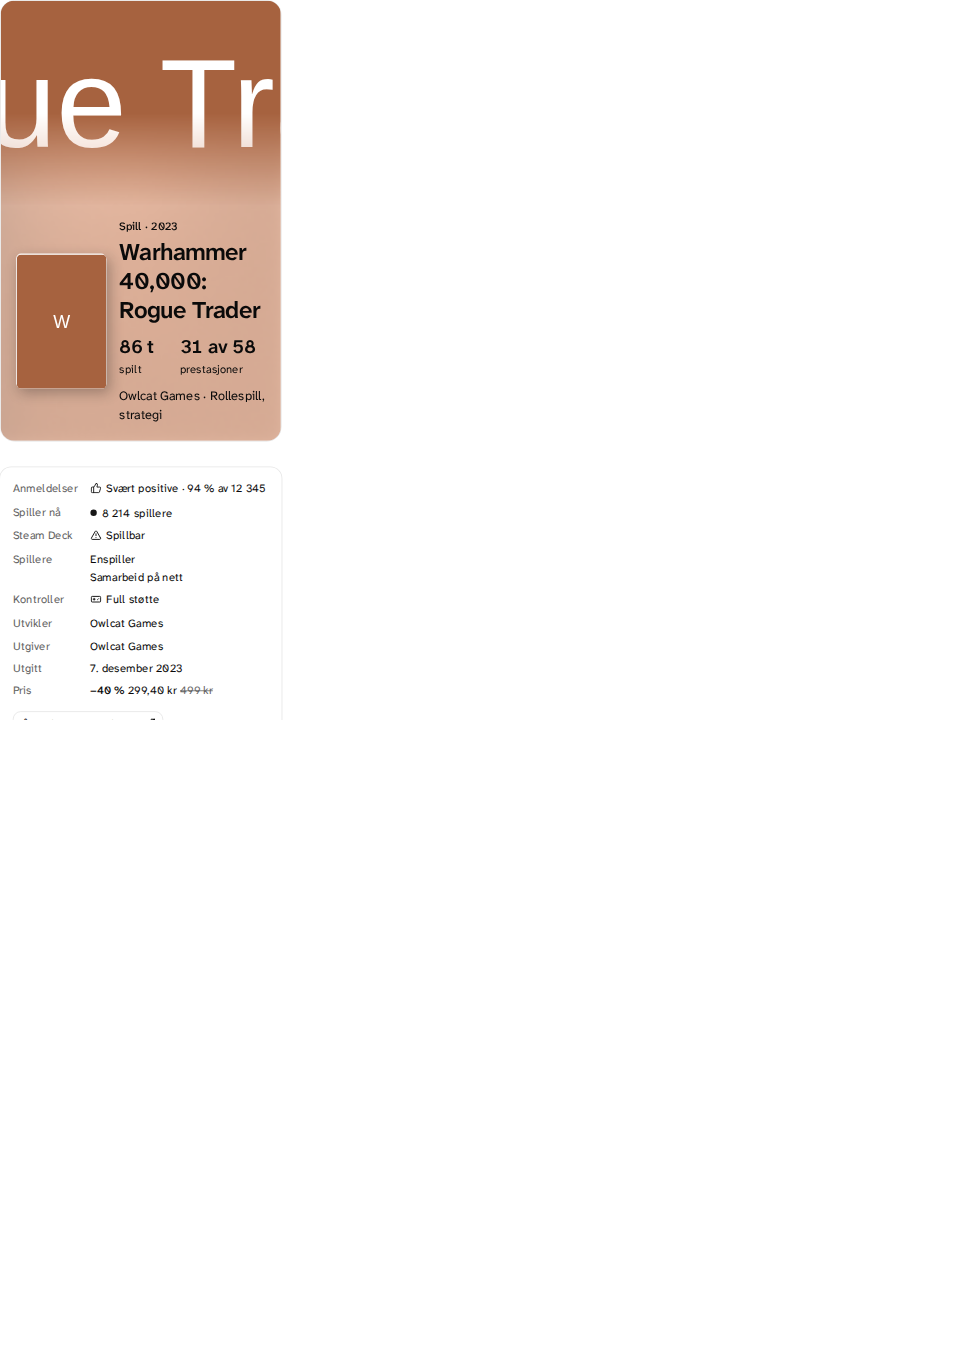 ue Tr
Spill · 2023
Warhammer
40,000:
Rogue Trader
W
86 t
31 av 58
spilt
prestasjoner
Owlcat Games · Rollespill,
strategi
Anmeldelser Svært positive · 94 % av 12 345
Spiller nå 8 214 spillere
Steam Deck Spillbar
Spillere Enspiller
Samarbeid på nett
Kontroller Full støtte
Utvikler Owlcat Games
Utgiver Owlcat Games
Utgitt 7. desember 2023
Pris −40 % 299,40 kr 499 kr